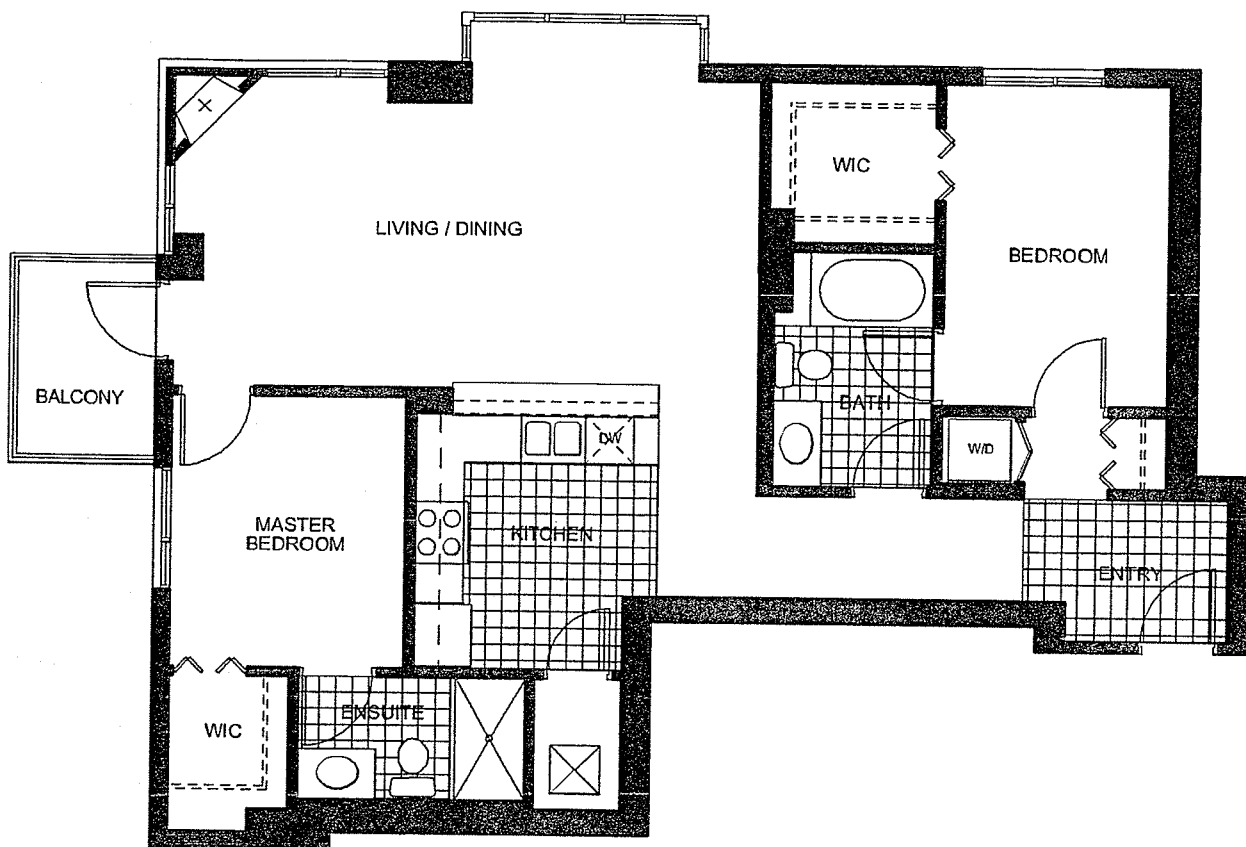 WIC
LIVING / DINING
BEDROOM
BALCONY
BATH
DW
W/D
MASTER
BEDROOM
KITCHEN
ENTRY
ENSUITE
WIC